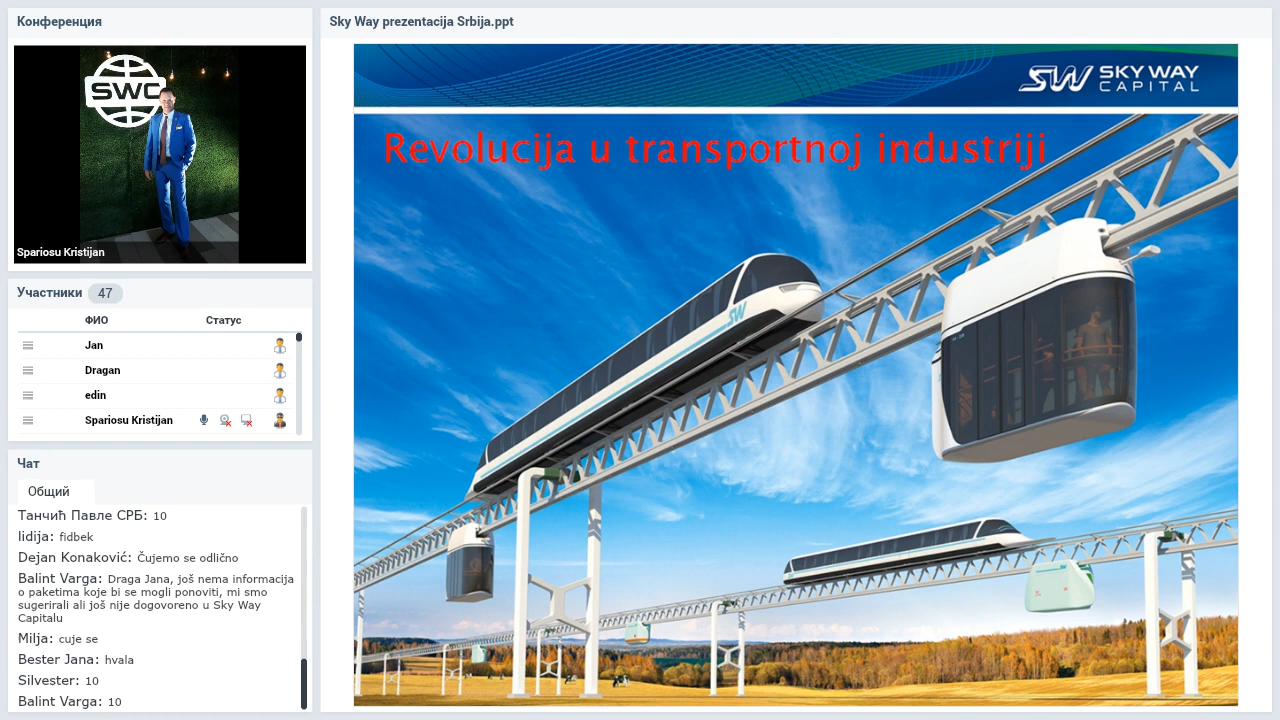 Конференция
SWC
Spariosu Kristijan
Участники 47
ФИО Статус
Jan
Dragan
edin
Spariosu Kristijan
Чат
Общий
Танчић Павле СРБ: 10
lidija: fidbek
Dejan Konaković: Čujemo se odlično
Balint Varga: Draga Jana, još nema informacija
o paketima koje bi se mogli ponoviti, mi smo
sugerirali ali još nije dogovoreno u Sky Way
Capitalu
Milja: cuje se
Bester Jana: hvala
Silvester: 10
Balint Varga: 10
Sky Way prezentacija Srbija.ppt
SW SKY WAY
CAPITAL
Revolucija u transportnoj industriji
SW